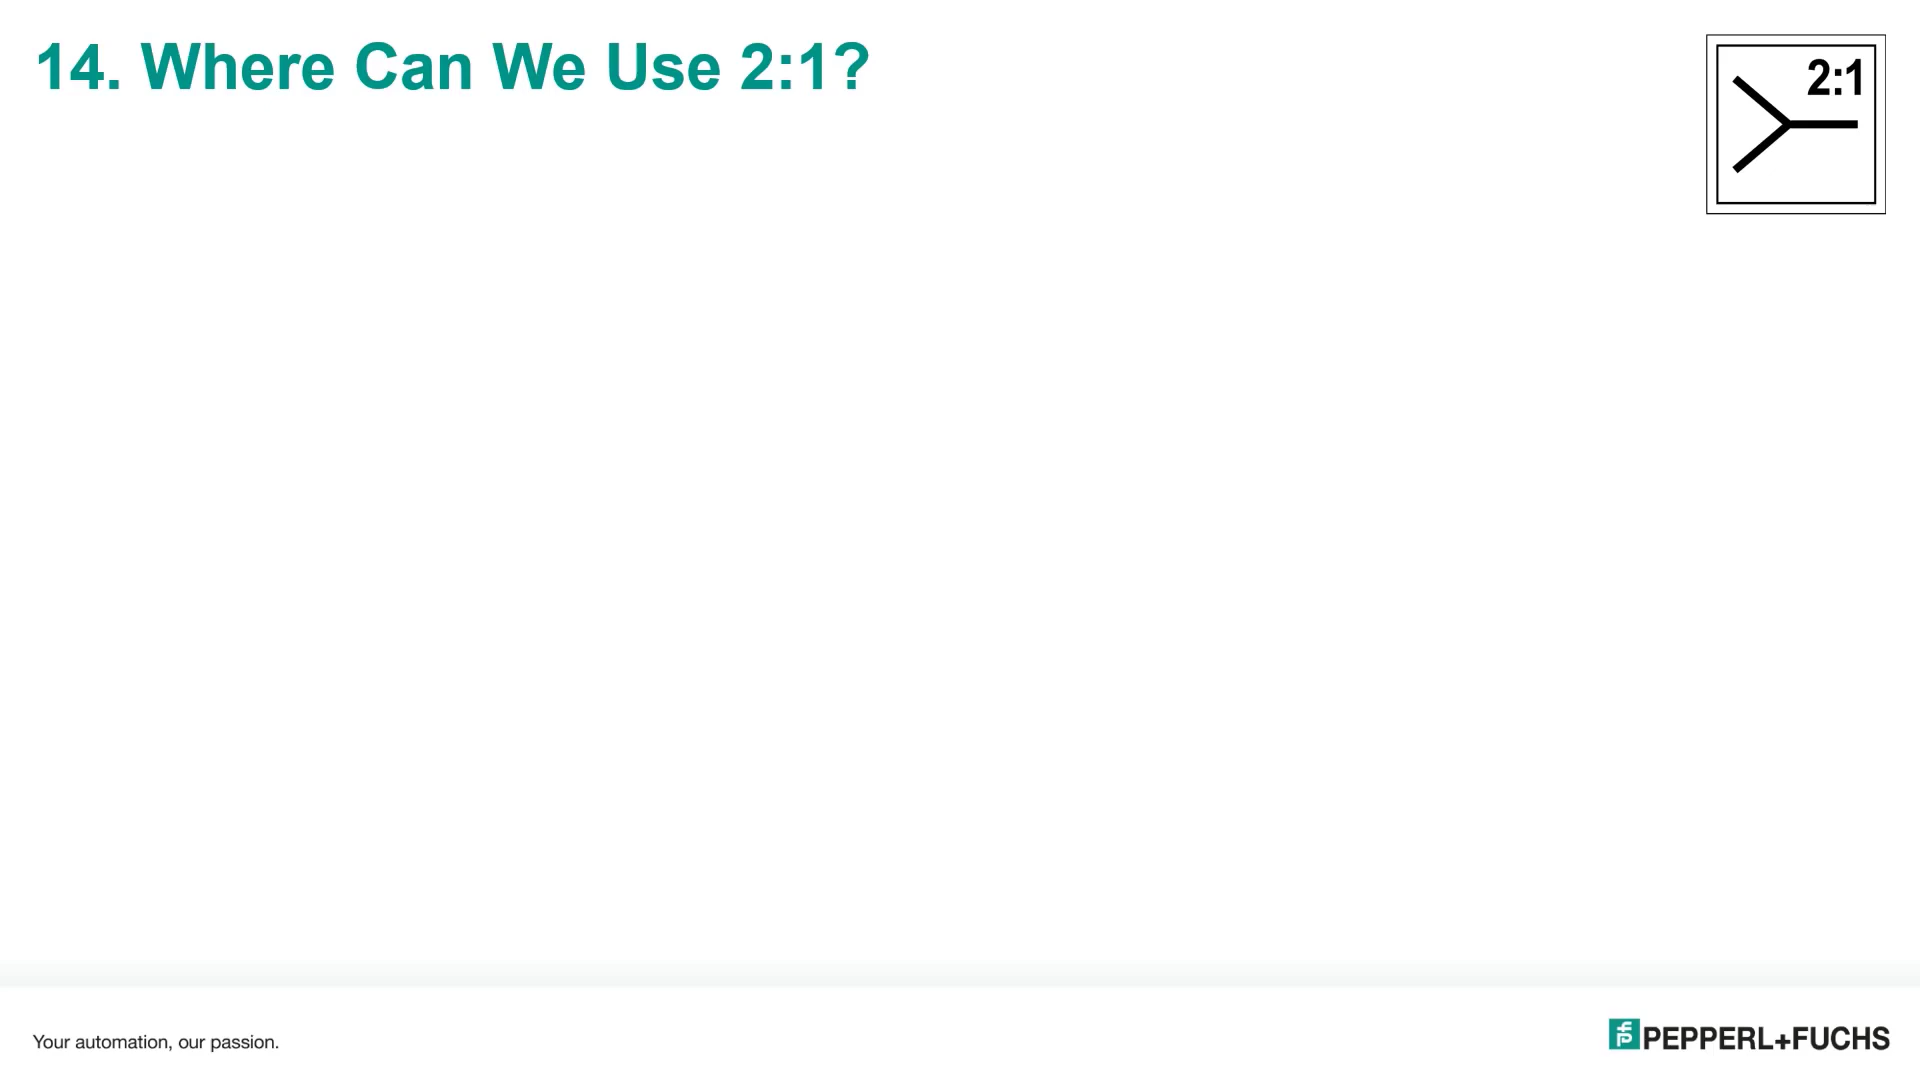 14. Where Can We Use 2:1?
2:1
Your automation, our passion.
PEPPERL+FUCHS